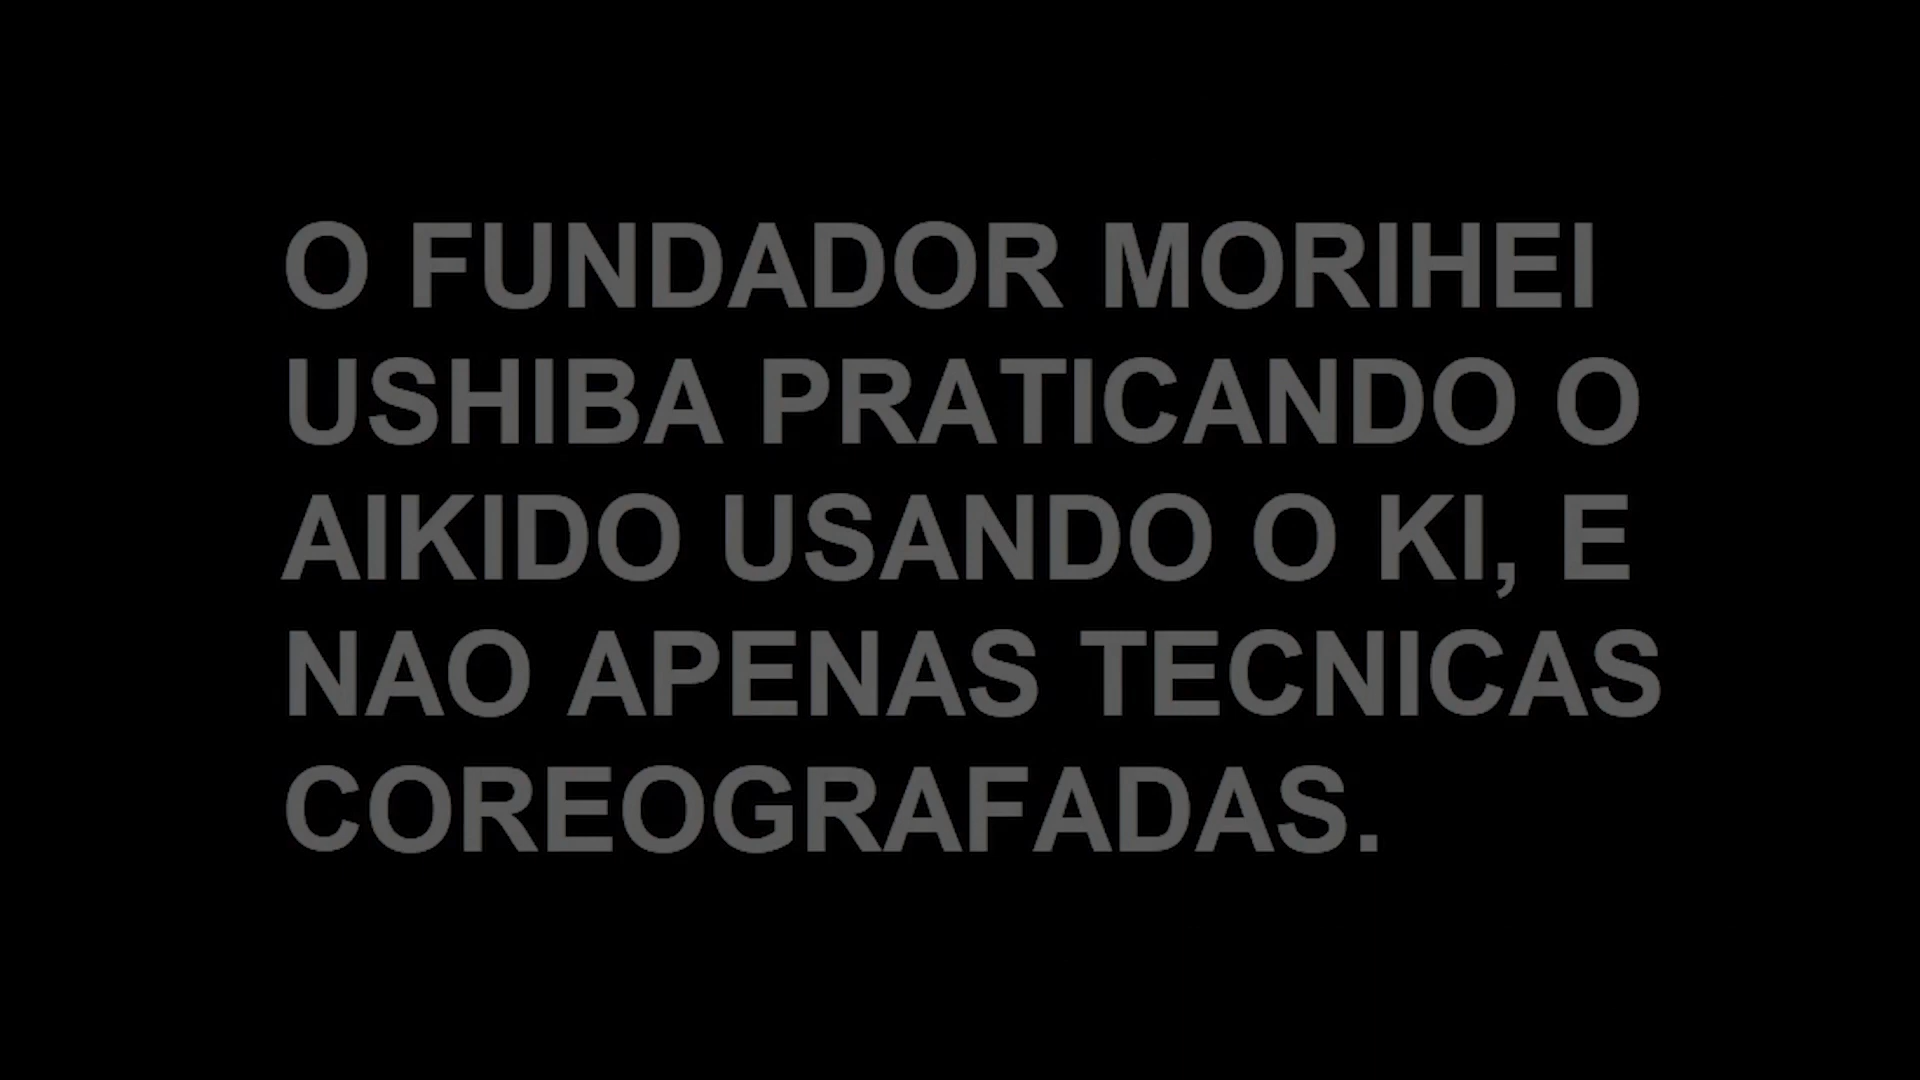 O FUNDADOR MORIHEI
USHIBA PRATICANDO O
AIKIDO USANDO O KI, E
NAO APENAS TECNICAS
COREOGRAFADAS.